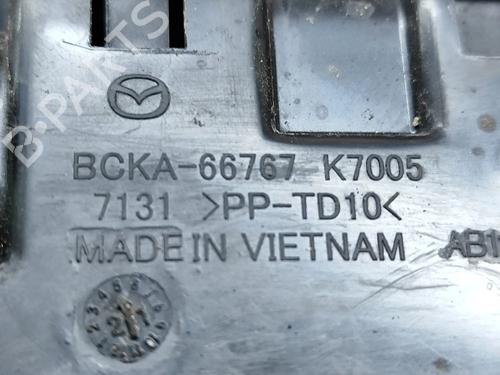 BCKA-66767 K7005
7131 >PP-TD10<
MADE IN VIETNAM
B-PARTS